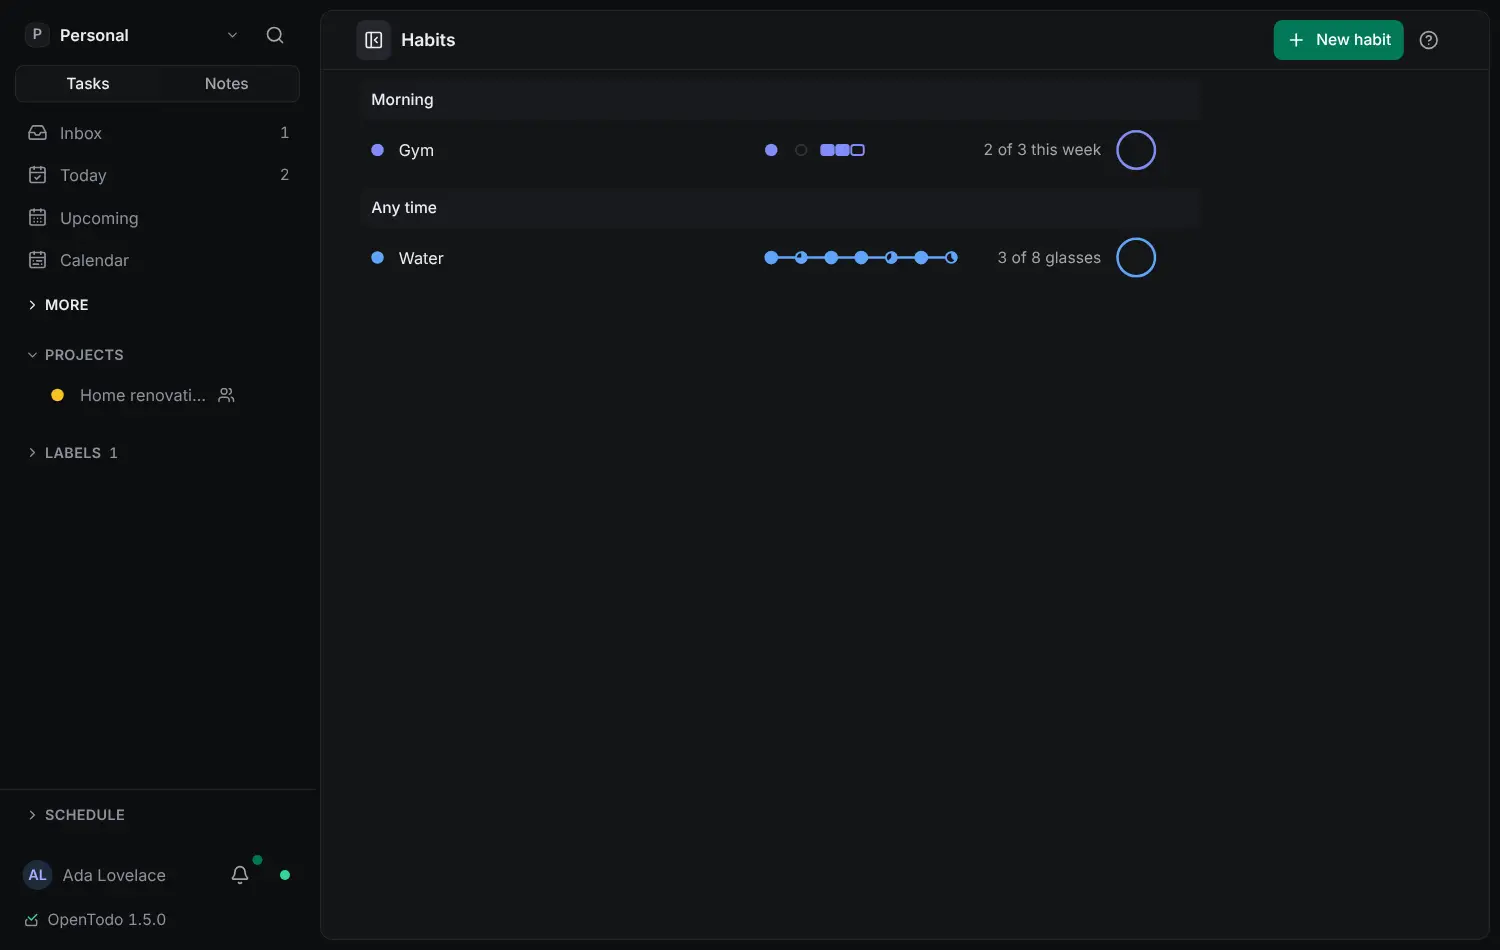 P Personal
Tasks Notes
Inbox 1
Today 2
Upcoming
Calendar
MORE
PROJECTS
Home renovati...
LABELS 1
SCHEDULE
AL Ada Lovelace
OpenTodo 1.5.0
Habits
New habit
Morning
Gym 2 of 3 this week
Any time
Water 3 of 8 glasses